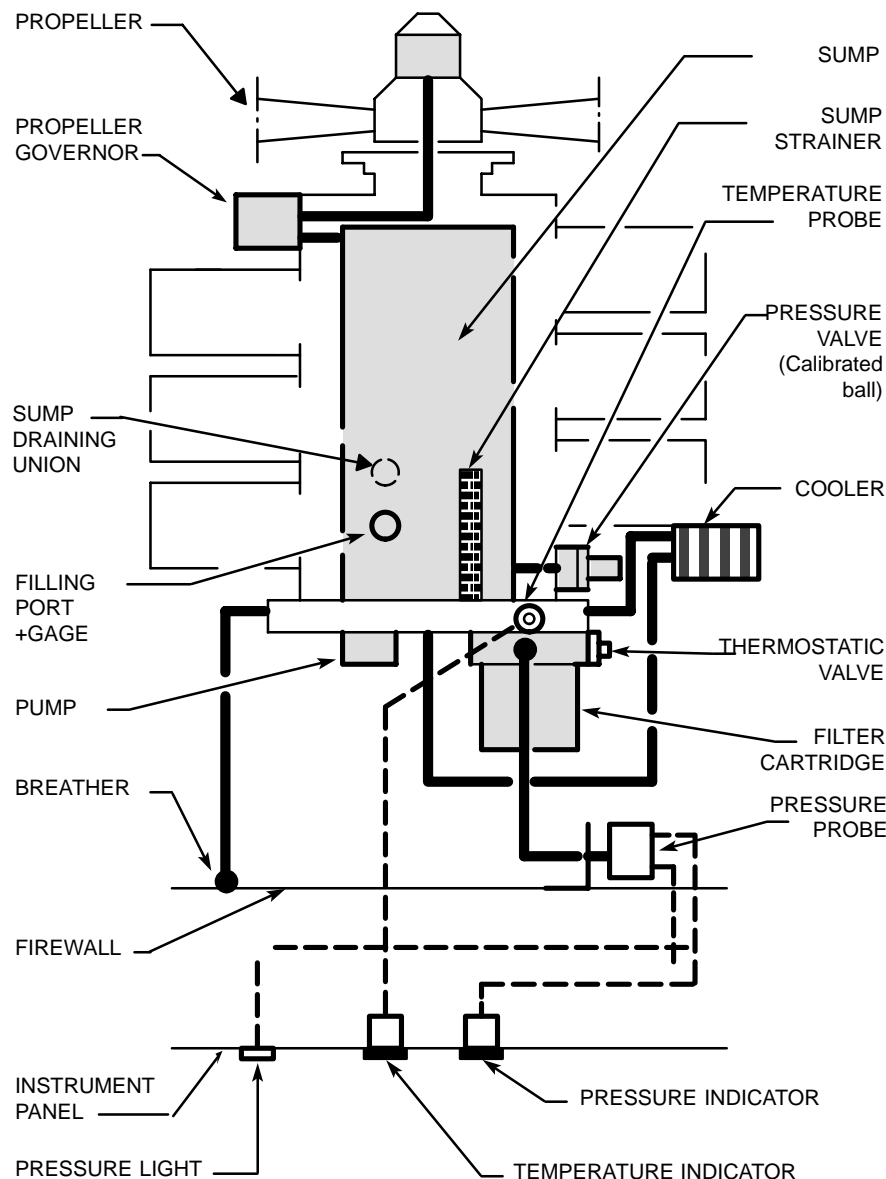 PROPELLER
PROPELLER
GOVERNOR
SUMP
DRAINING
UNION
FILLING
PORT
+GAGE
PUMP
BREATHER
FIREWALL
INSTRUMENT
PANEL
PRESSURE LIGHT
SUMP
SUMP
STRAINER
TEMPERATURE
PROBE
PRESSURE
VALVE
(Calibrated
ball)
COOLER
THERMOSTATIC
VALVE
FILTER
CARTRIDGE
PRESSURE
PROBE
PRESSURE INDICATOR
TEMPERATURE INDICATOR